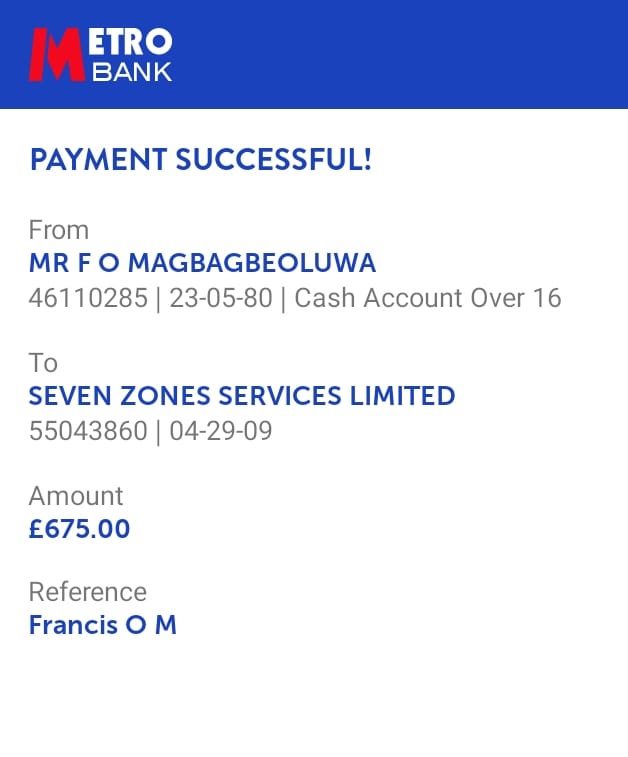 METRO
BANK
PAYMENT SUCCESSFUL!
From
MR F O MAGBAGBEOLUWA
46110285 | 23-05-80 | Cash Account Over 16
To
SEVEN ZONES SERVICES LIMITED
55043860 | 04-29-09
Amount
£675.00
Reference
Francis O M